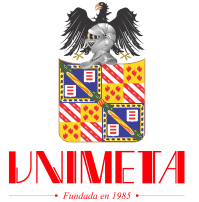 UNIMETA
• Fundada en 1985 •